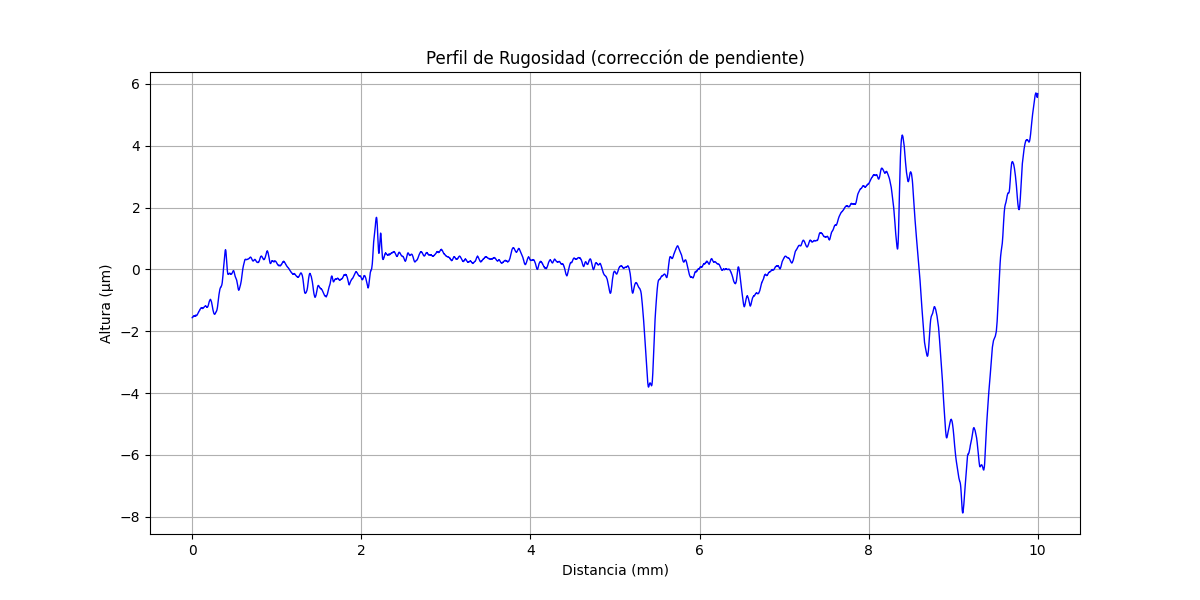 Perfil de Rugosidad (corrección de pendiente)
6
4
2
0
−2
−4
−6
−8
Altura (μm)
0 2 4 6 8 10
Distancia (mm)